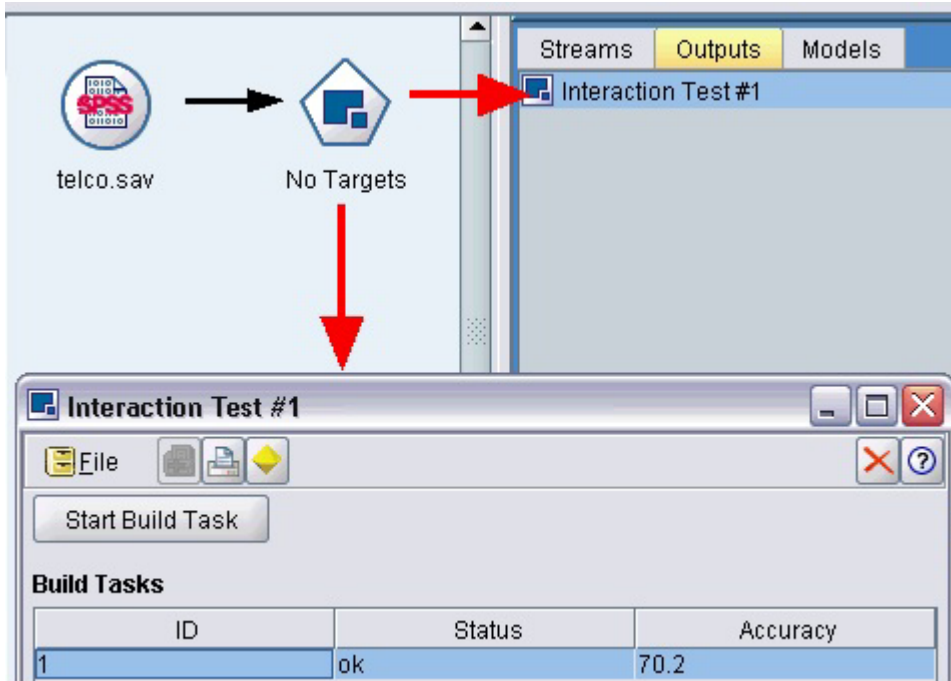 Streams Outputs Models
Interaction Test #1
SPSS
telco.sav No Targets
Interaction Test #1
File
Start Build Task
Build Tasks
ID Status Accuracy
1 ok 70.2